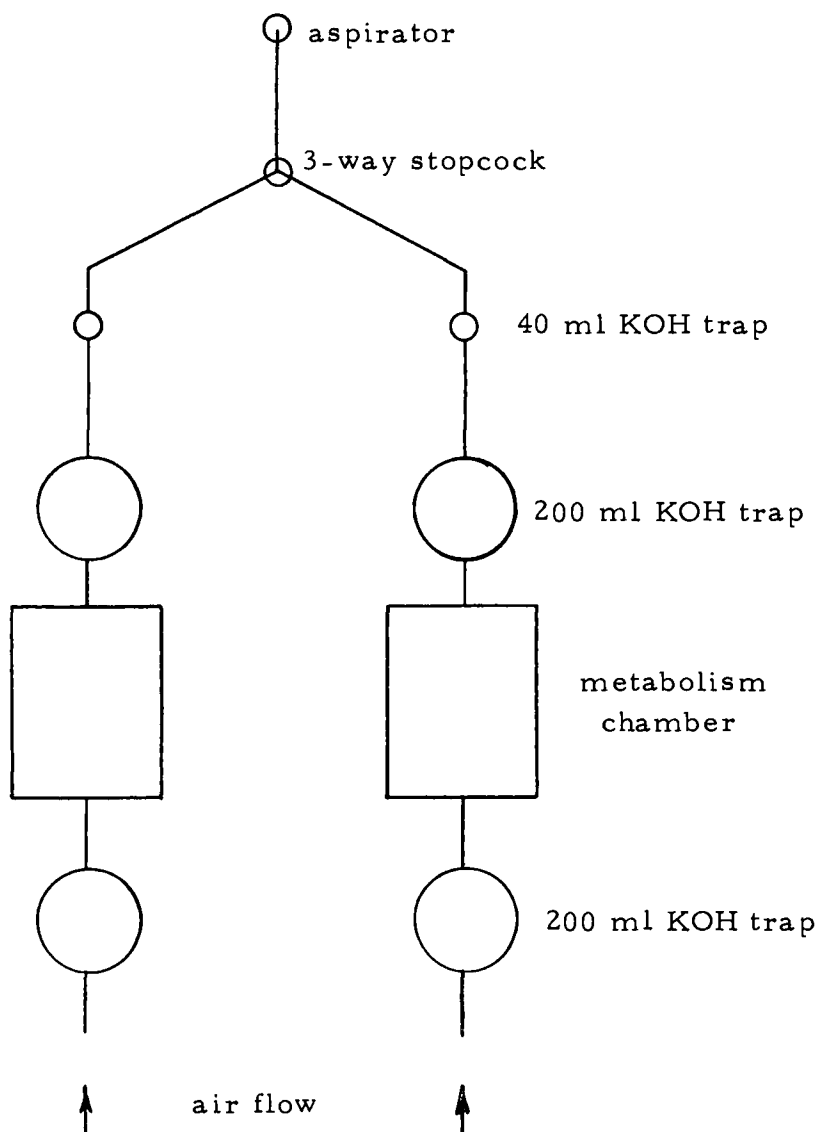 aspirator
3-way stopcock
40 ml KOH trap
200 ml KOH trap
metabolism
chamber
200 ml KOH trap
air flow